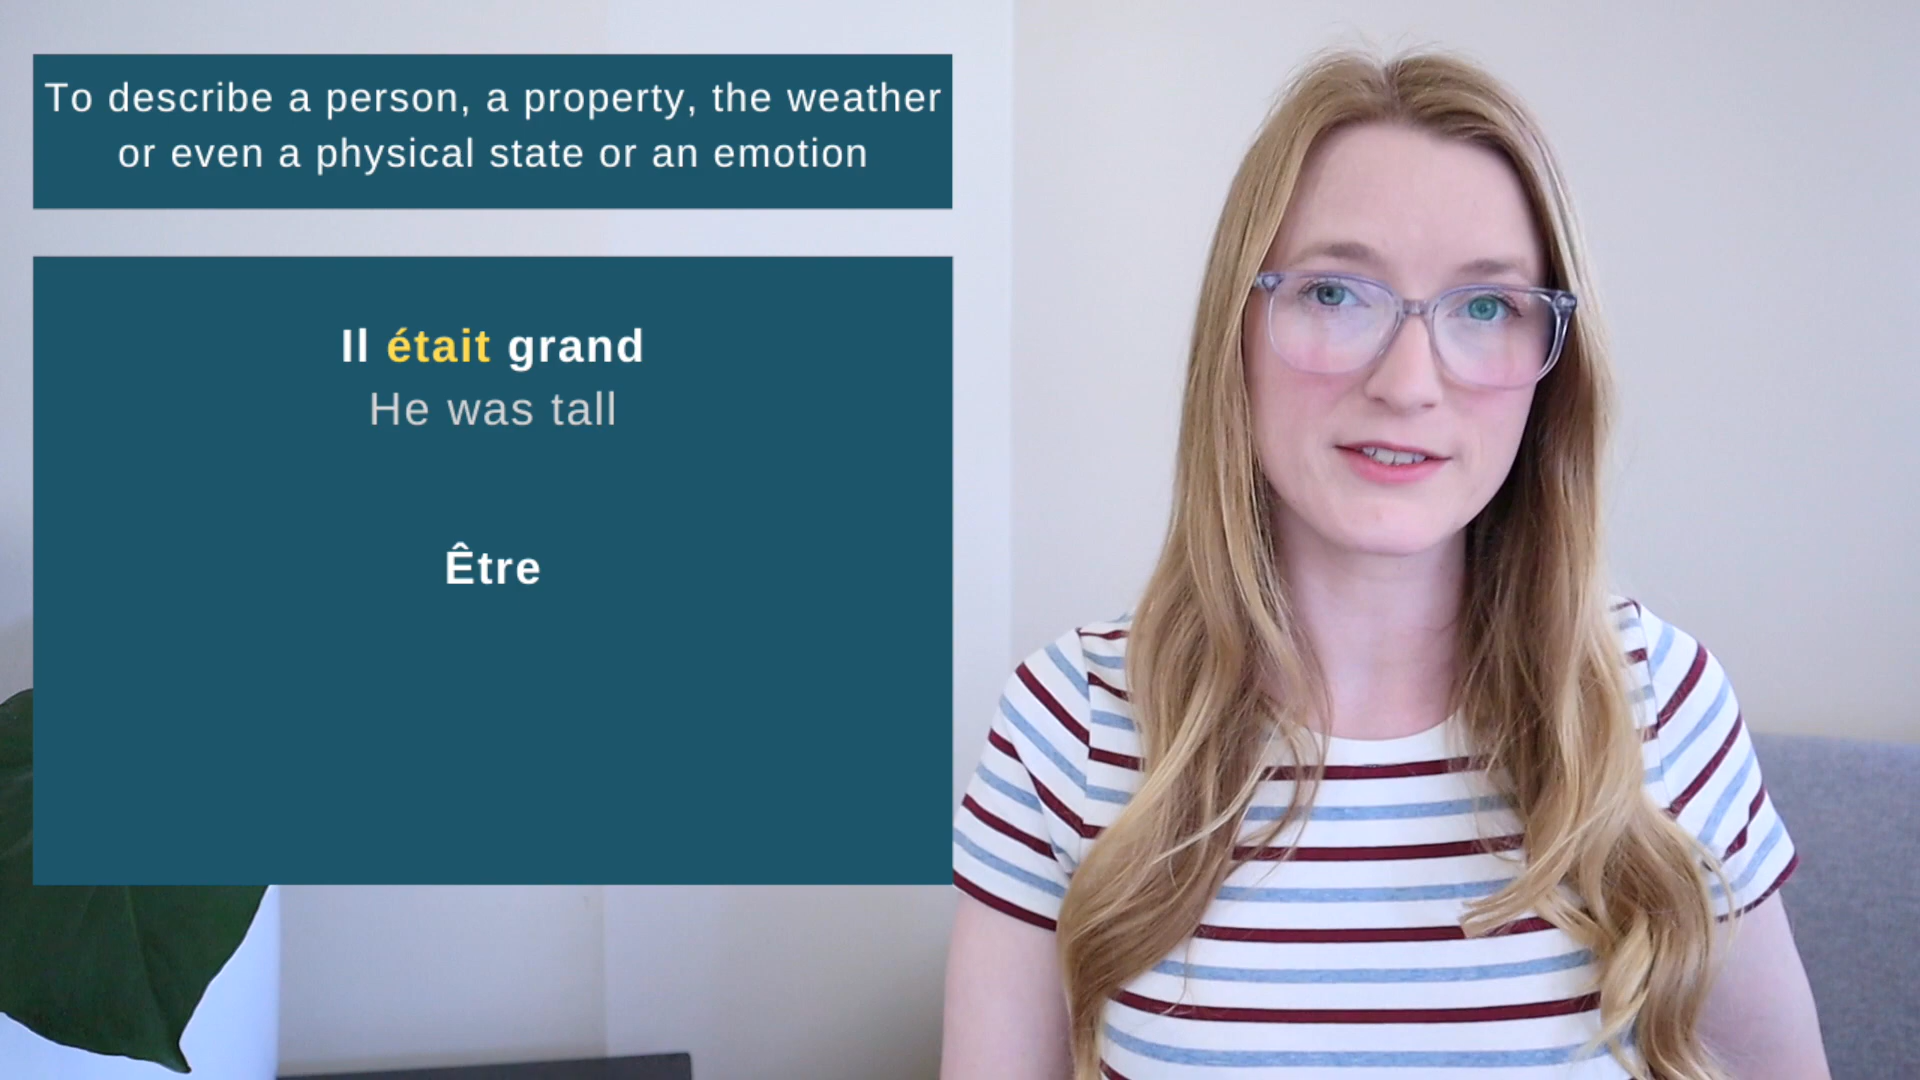 To describe a person, a property, the weather
or even a physical state or an emotion
Il était grand
He was tall
Être